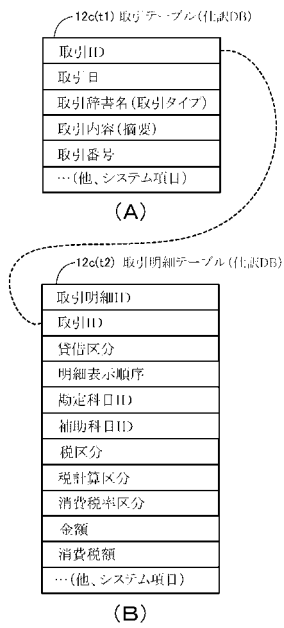 12c(t1) 取引テーブル(仕訳DB)
取引ID
取引日
取引辞書名(取引タイプ)
取引内容(摘要)
取引番号
…(他、システム項目)
(A)
12c(t2) 取引明細テーブル(仕訳DB)
取引明細ID
取引ID
貸借区分
明細表示順序
勘定科目ID
補助科目ID
税区分
税計算区分
消費税率区分
金額
消費税額
…(他、システム項目)
(B)